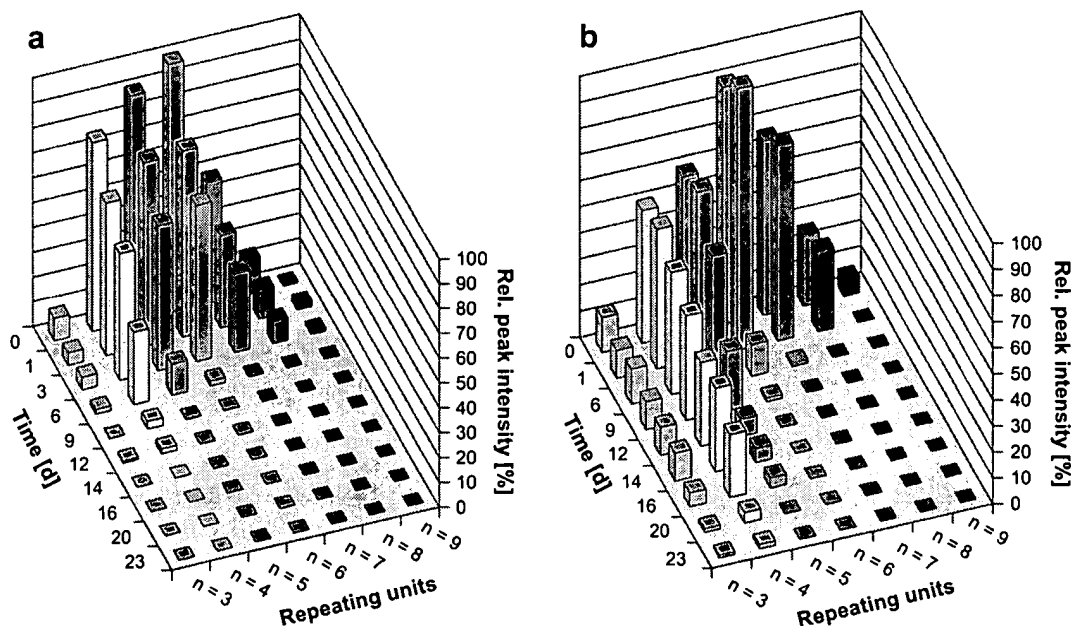 a
100
90
80
70
60
50
40
30
20
10
0
Rel. peak intensity [%]
0
1
3
6
9
12
14
16
20
23
Time [d]
n = 3
n = 4
n = 5
n = 6
n = 7
n = 8
n = 9
Repeating units
b
100
90
80
70
60
50
40
30
20
10
0
Rel. peak intensity [%]
0
1
6
9
12
14
16
20
23
Time [d]
n = 3
n = 4
n = 5
n = 6
n = 7
n = 8
n = 9
Repeating units